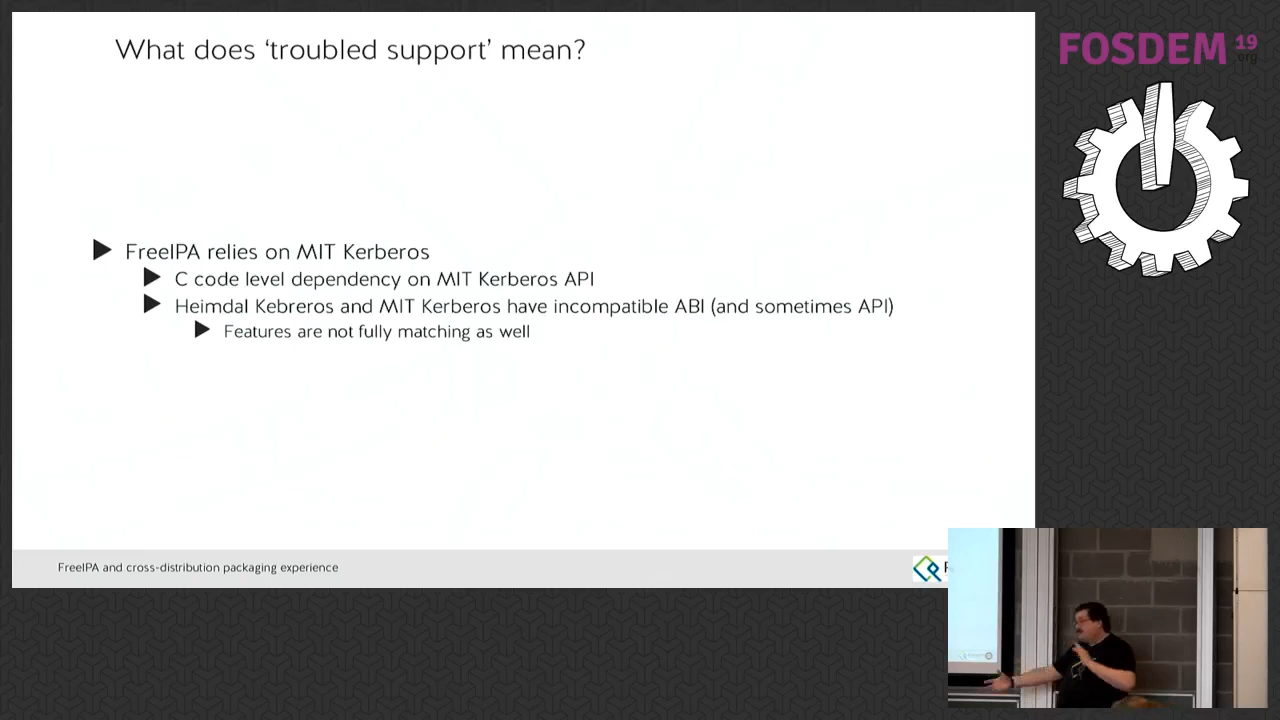 What does ‘troubled support’ mean?
FOSDEM 19
.org
▶ FreeIPA relies on MIT Kerberos
▶ C code level dependency on MIT Kerberos API
▶ Heimdal Kebreros and MIT Kerberos have incompatible ABI (and sometimes API)
▶ Features are not fully matching as well
FreeIPA and cross-distribution packaging experience